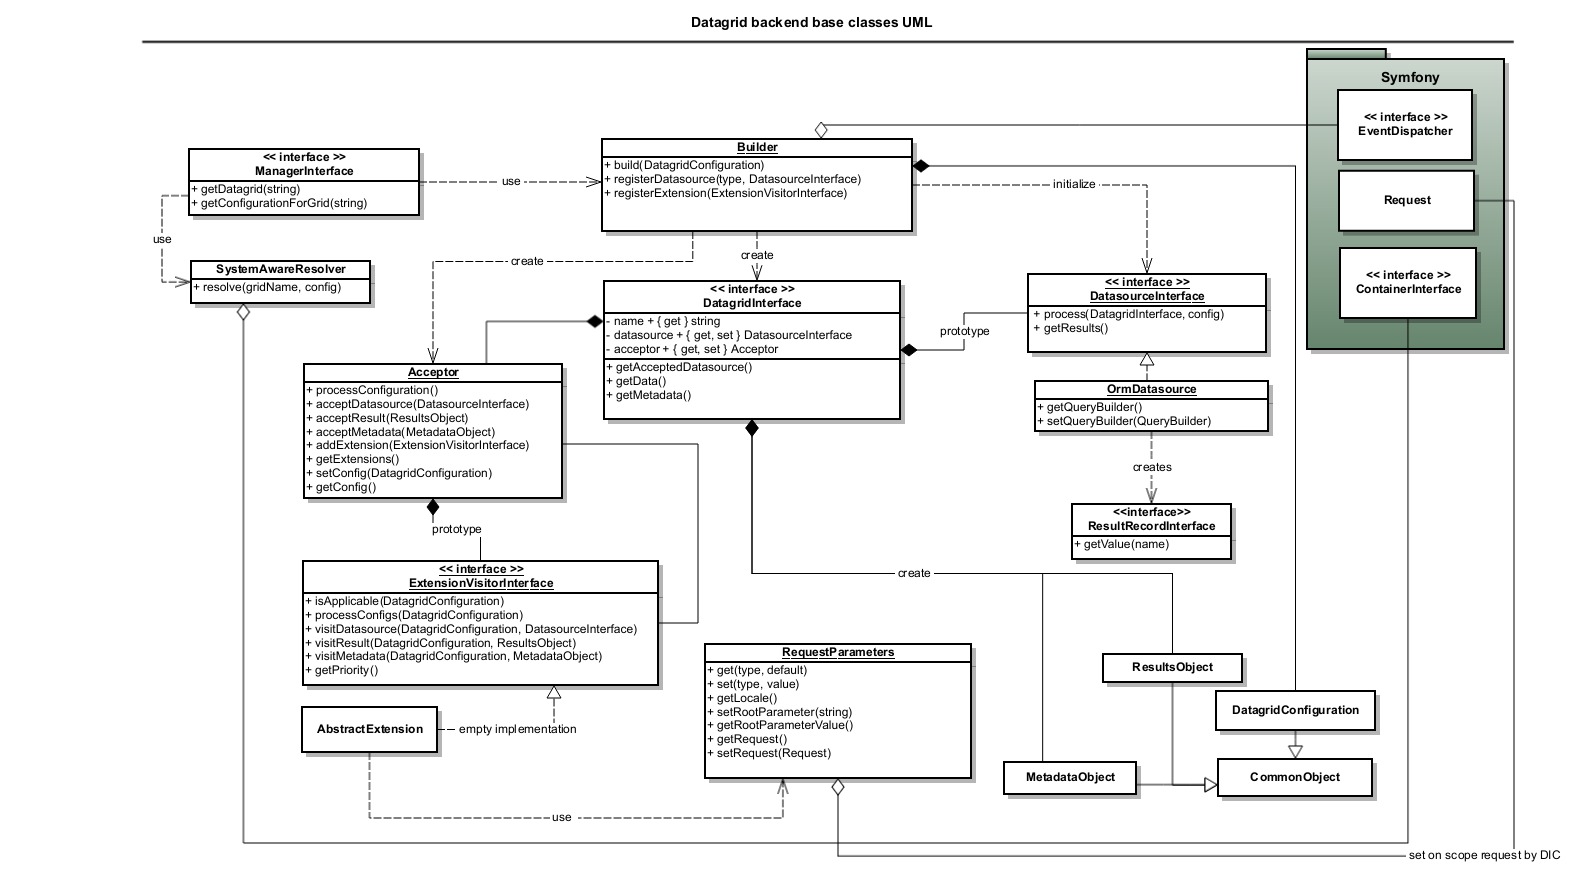 Datagrid backend base classes UML
Symfony
<< interface >>
EventDispatcher
Request
<< interface >>
ContainerInterface
<< interface >>
ManagerInterface
+ getDatagrid(string)
+ getConfigurationForGrid(string)
use
use
SystemAwareResolver
+ resolve(gridName, config)
Builder
+ build(DatagridConfiguration)
+ registerDatasource(type, DatasourceInterface)
+ registerExtension(ExtensionVisitorInterface)
initialize
create
create
<< interface >>
DatagridInterface
- name + { get } string
- datasource + { get, set } DatasourceInterface
- acceptor + { get, set } Acceptor
+ getAcceptedDatasource()
+ getData()
+ getMetadata()
prototype
<< interface >>
DatasourceInterface
+ process(DatagridInterface, config)
+ getResults()
OrmDatasource
+ getQueryBuilder()
+ setQueryBuilder(QueryBuilder)
creates
<<interface>>
ResultRecordInterface
+ getValue(name)
Acceptor
+ processConfiguration()
+ acceptDatasource(DatasourceInterface)
+ acceptResult(ResultsObject)
+ acceptMetadata(MetadataObject)
+ addExtension(ExtensionVisitorInterface)
+ getExtensions()
+ setConfig(DatagridConfiguration)
+ getConfig()
prototype
<< interface >>
ExtensionVisitorInterface
+ isApplicable(DatagridConfiguration)
+ processConfigs(DatagridConfiguration)
+ visitDatasource(DatagridConfiguration, DatasourceInterface)
+ visitResult(DatagridConfiguration, ResultsObject)
+ visitMetadata(DatagridConfiguration, MetadataObject)
+ getPriority()
AbstractExtension
empty implementation
use
create
RequestParameters
+ get(type, default)
+ set(type, value)
+ getLocale()
+ setRootParameter(string)
+ getRootParameterValue()
+ getRequest()
+ setRequest(Request)
ResultsObject
DatagridConfiguration
MetadataObject
CommonObject
set on scope request by DIC